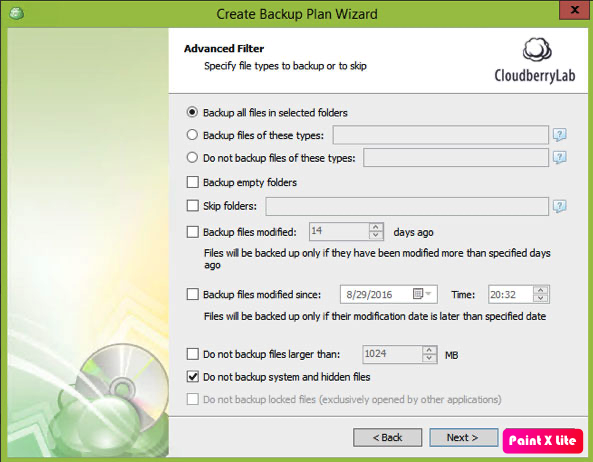 Create Backup Plan Wizard
x
Advanced Filter
Specify file types to backup or to skip
CloudberryLab
Backup all files in selected folders
Backup files of these types:
?
Do not backup files of these types:
?
Backup empty folders
Skip folders:
?
Backup files modified: 14 days ago
Files will be backed up only if they have been modified more than specified days
ago
Backup files modified since: 8/29/2016 Time: 20:32
Files will be backed up only if their modification date is later than specified date
Do not backup files larger than: 1024 MB
Do not backup system and hidden files
Do not backup locked files (exclusively opened by other applications)
< Back Next > Paint X Lite